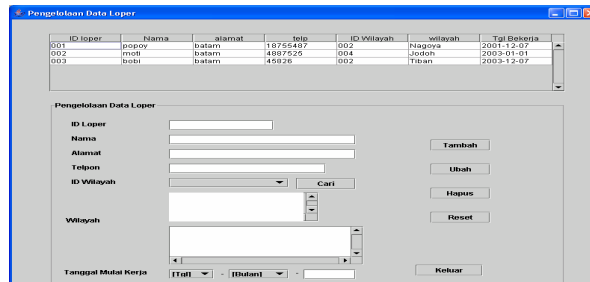 Pengelolaan Data Loper
ID loper Nama alamat telp ID Wilayah wilayah Tgl Bekerja
001 popoy batam 18755487 002 Nagoya 2001-12-07
002 moti batam 4887525 004 Jodoh 2003-01-01
003 bobi batam 45826 002 Tiban 2003-12-07
Pengelolaan Data Loper
ID Loper
Nama
Tambah
Alamat
Telpon
Ubah
ID Wilayah Cari
Hapus
Wilayah
Reset
Tanggal Mulai Kerja [Tgl] - [Bulan] -
Keluar